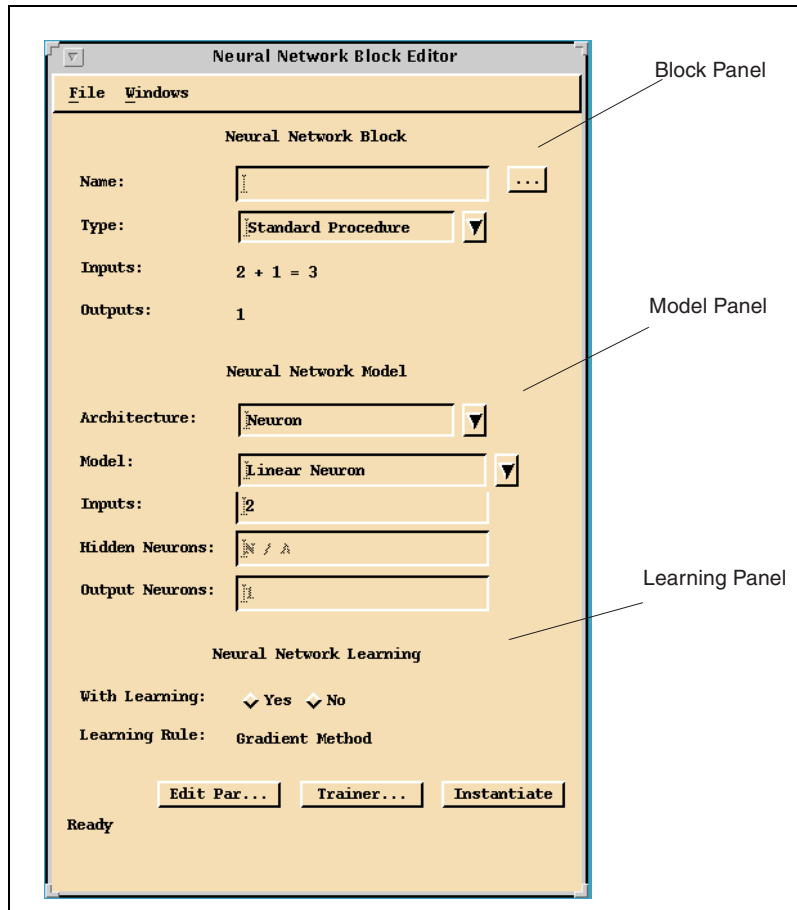 Neural Network Block Editor
Block Panel
File Windows
Neural Network Block
Name: ...
Type: Standard Procedure
Inputs: 2 + 1 = 3
Outputs: 1
Model Panel
Neural Network Model
Architecture: Neuron
Model: Linear Neuron
Inputs: 2
Hidden Neurons: N / A
Output Neurons: 1
Learning Panel
Neural Network Learning
With Learning: Yes No
Learning Rule: Gradient Method
Edit Par... Trainer... Instantiate
Ready